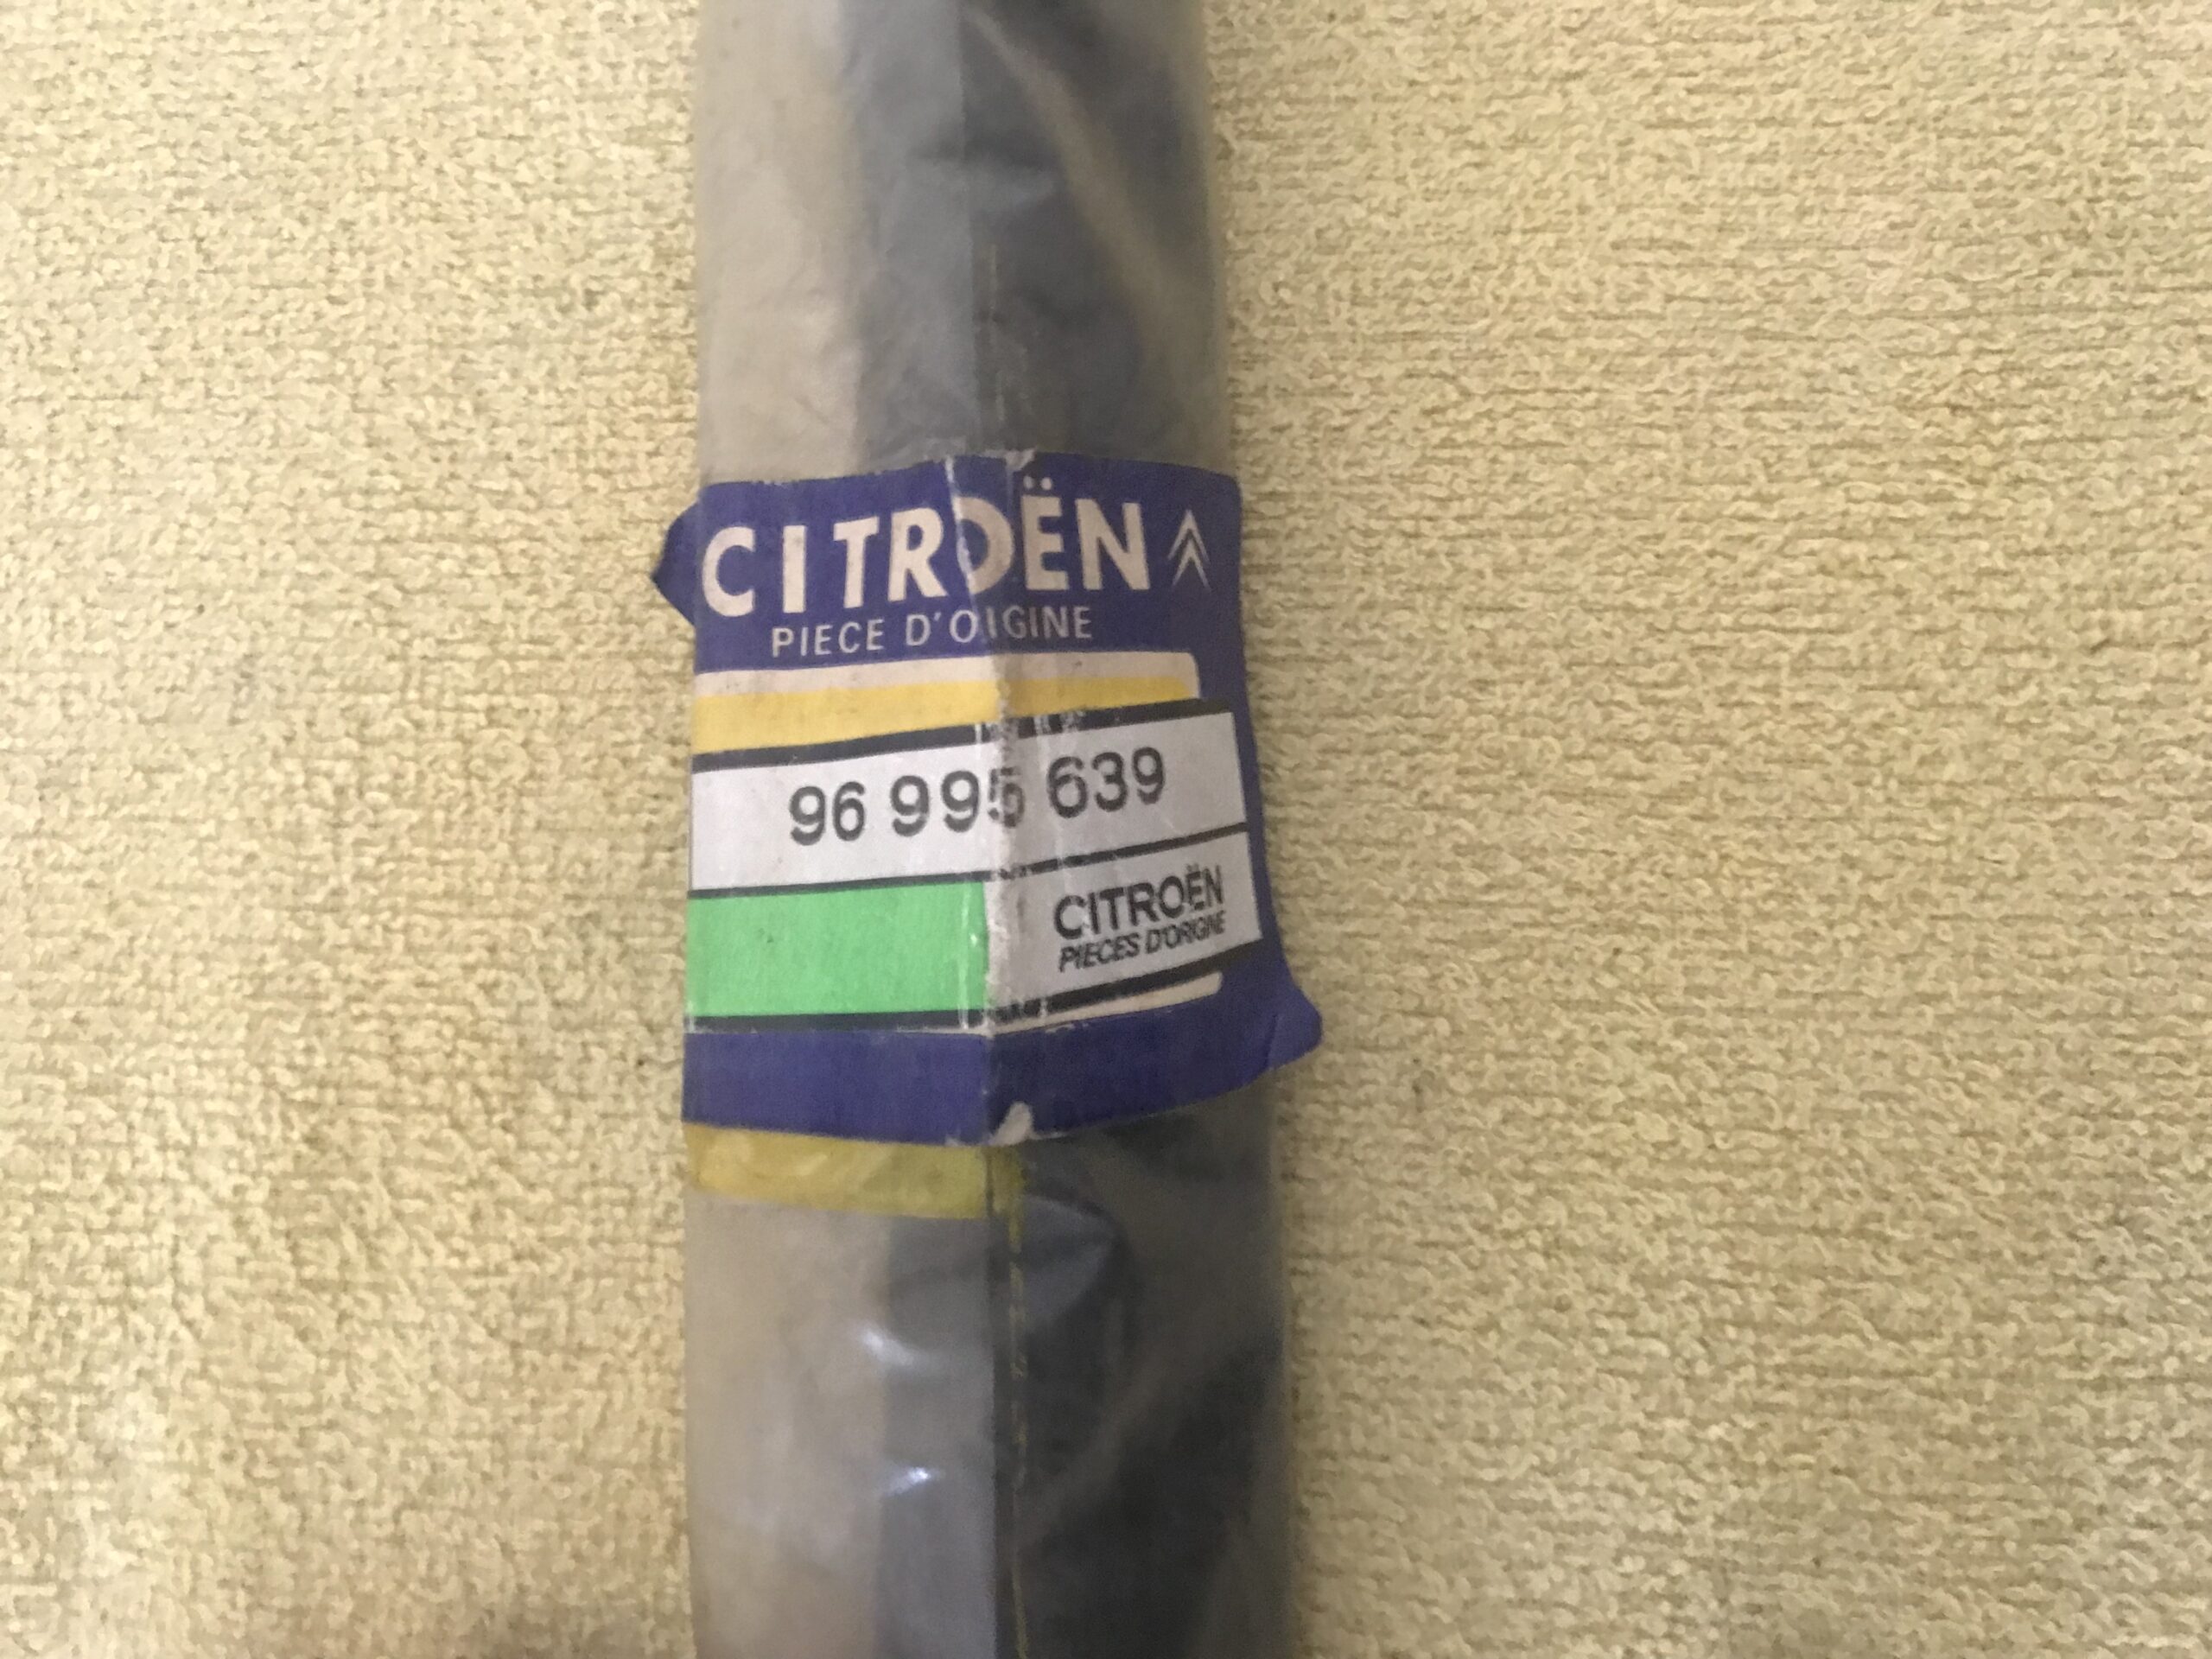 CITROËN
PIECE D'ORIGINE
96 995 639
CITROËN
PIECES D'ORIGINE